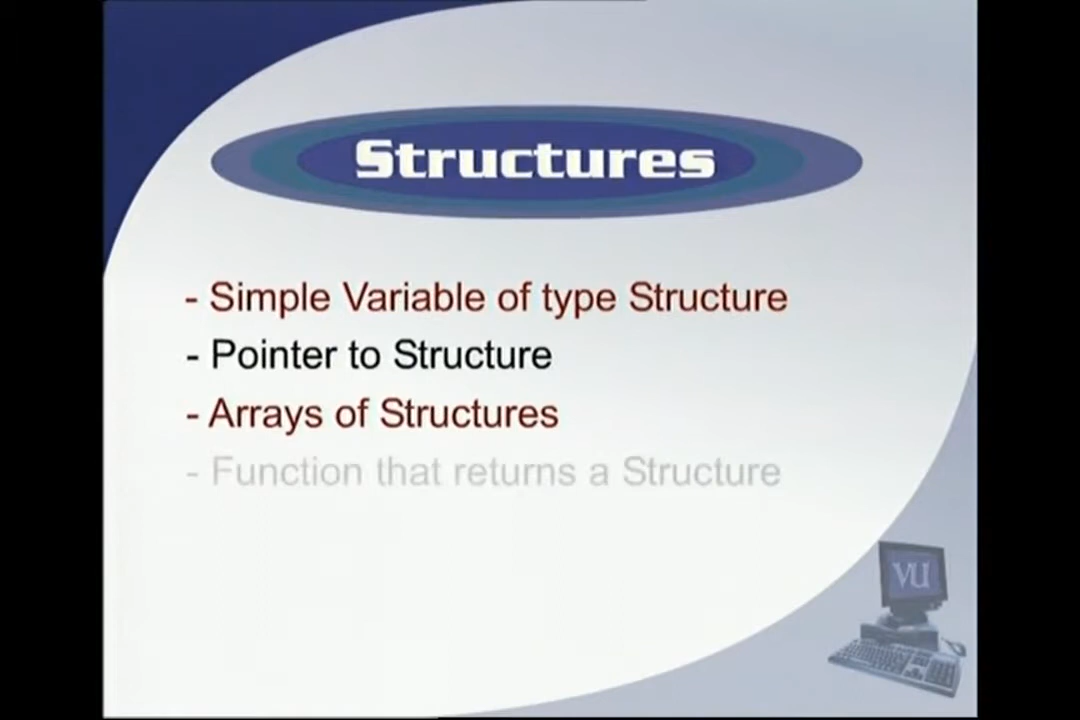 Structures
- Simple Variable of type Structure
- Pointer to Structure
- Arrays of Structures
- Function that returns a Structure
VU